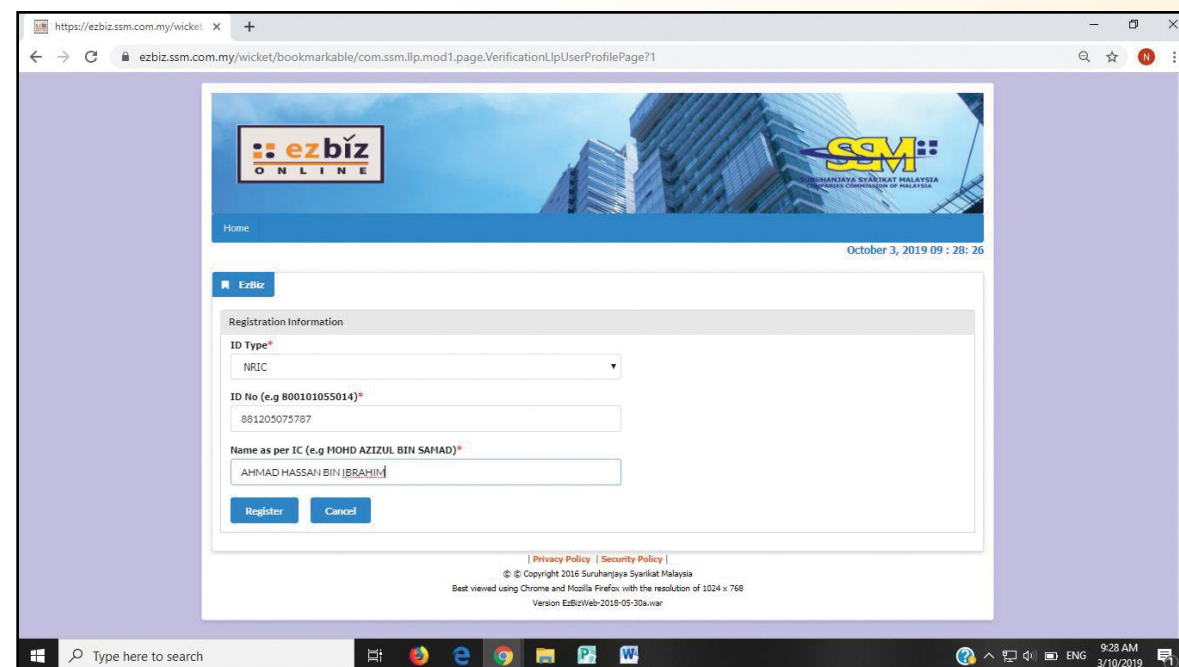 https://ezbiz.ssm.com.my/wicket
ezbiz.ssm.com.my/wicket/bookmarkable/com.ssm.llp.mod1.page.VerificationLlpUserProfilePage?1
N
ezbiz
ONLINE
SSM
SURUHANJAYA SYARIKAT MALAYSIA
COMPANIES COMMISSION OF MALAYSIA
Home
October 3, 2019 09 : 28: 26
EzBiz
Registration Information
ID Type*
NRIC
ID No (e.g 800101055014)*
881205075787
Name as per IC (e.g MOHD AZIZUL BIN SAMAD)*
AHMAD HASSAN BIN IBRAHIM
Register Cancel
| Privacy Policy | Security Policy |
© © Copyright 2016 Suruhanjaya Syarikat Malaysia
Best viewed using Chrome and Mozilla Firefox with the resolution of 1024 x 768
Version EzBizWeb-2018-05-30a.war
Type here to search
ENG
9:28 AM
3/10/2019